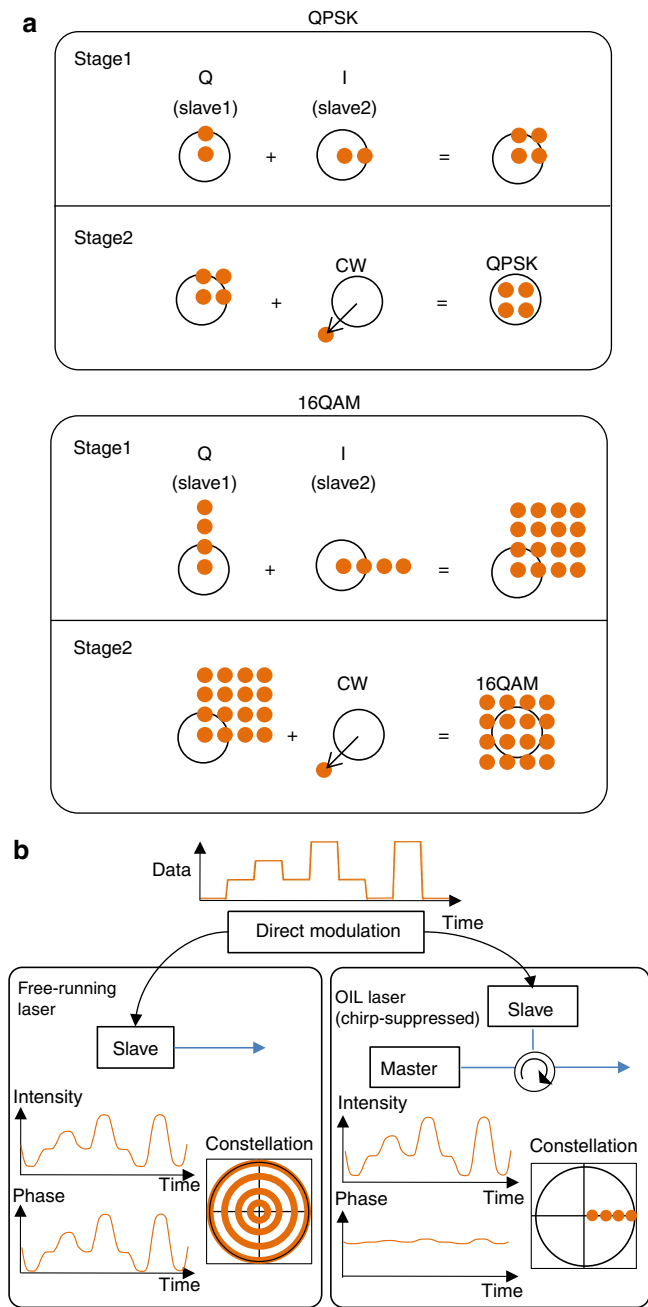 a
QPSK
Stage1
Q
I
(slave1)
(slave2)
+
=
Stage2
CW
QPSK
+
=
16QAM
Stage1
Q
I
(slave1)
(slave2)
+
=
Stage2
CW
16QAM
+
=
b
Data
Time
Direct modulation
Free-running
laser
Slave
Intensity
Time
Constellation
Phase
Time
OIL laser
(chirp-suppressed)
Slave
Master
Intensity
Time
Constellation
Phase
Time